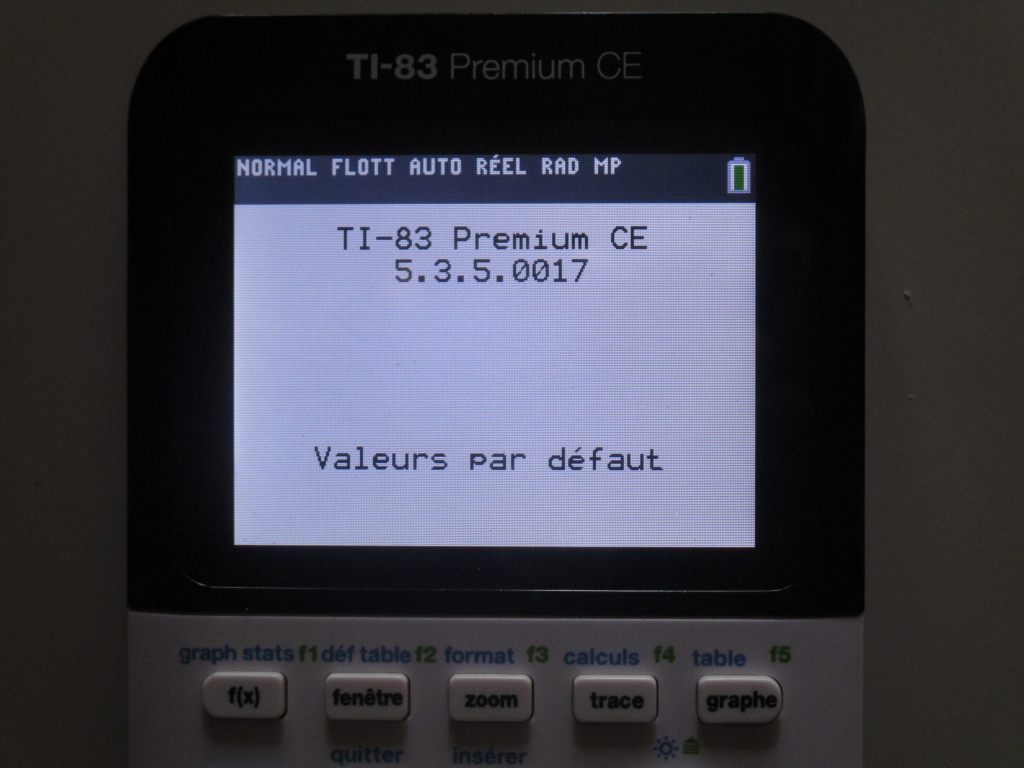 TI-83 Premium CE
NORMAL FLOTT AUTO RÉEL RAD MP
TI-83 Premium CE
5.3.5.0017
Valeurs par défaut
graph stats f1 déf table f2 format f3 calculs f4 table f5
f(x) fenêtre zoom trace graphe
quitter insérer